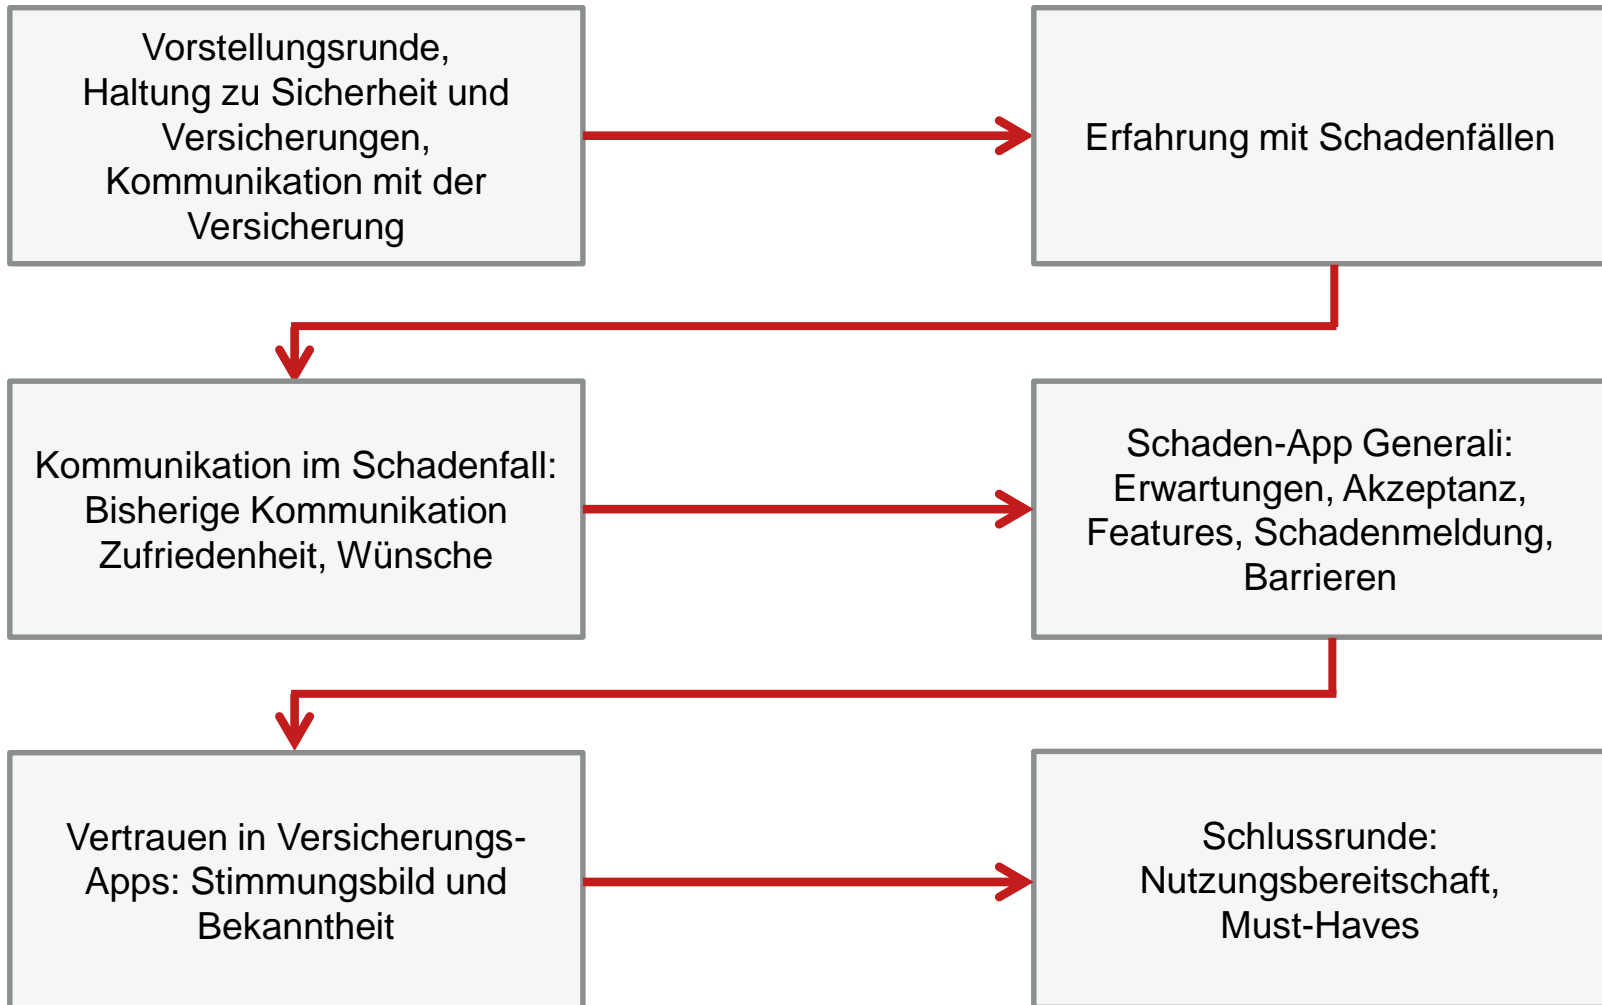 Vorstellungsrunde,
Haltung zu Sicherheit und
Versicherungen,
Kommunikation mit der
Versicherung
Erfahrung mit Schadenfällen
Kommunikation im Schadenfall:
Bisherige Kommunikation
Zufriedenheit, Wünsche
Schaden-App Generali:
Erwartungen, Akzeptanz,
Features, Schadenmeldung,
Barrieren
Vertrauen in Versicherungs-
Apps: Stimmungsbild und
Bekanntheit
Schlussrunde:
Nutzungsbereitschaft,
Must-Haves